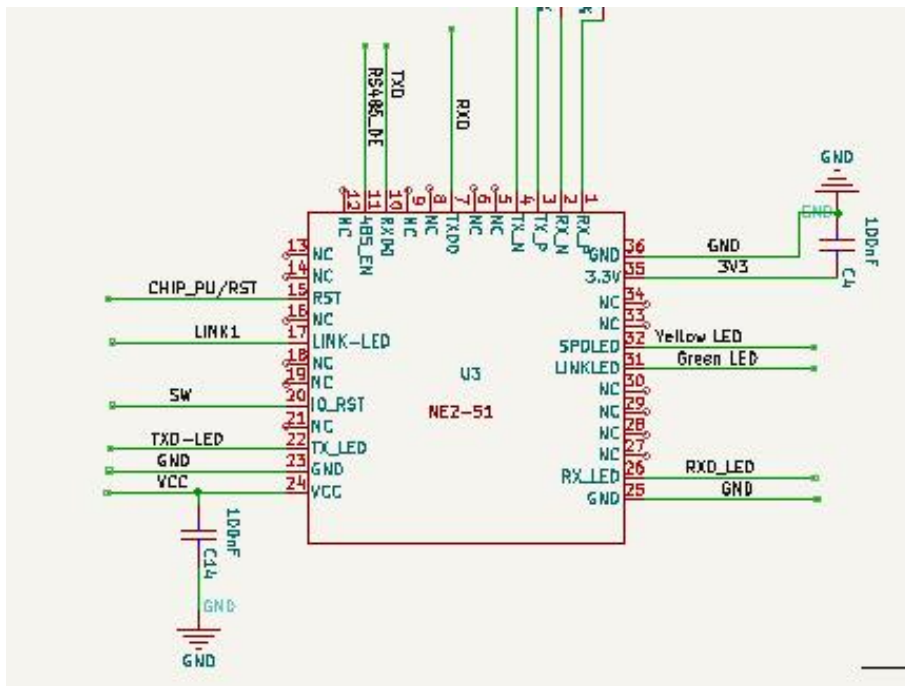 TXD
RS485_DE
RXD
GND
12 11 10 9 8 7 6 5 4 3 2 1
NC 485_EN RXD0 NC NC TXD0 NC NC TX_N TX_P RX_N RX_P
GND
100nF
C4
13 NC
14 NC
CHIP_PU/RST 15 RST
16 NC
LINK1 17 LINK-LED
18 NC
19 NC
SW 20 IO_RST
21 NC
TXD-LED 22 TX_LED
GND 23 GND
VCC 24 VCC
GND 36 GND
3.3V 35 3V3
NC 34
NC 33
SPDLED 32 Yellow LED
LINKLED 31 Green LED
NC 30
NC 29
NC 28
NC 27
RX_LED 26 RXD_LED
GND 25 GND
U3
NE2-51
100nF
C14
GND
GND